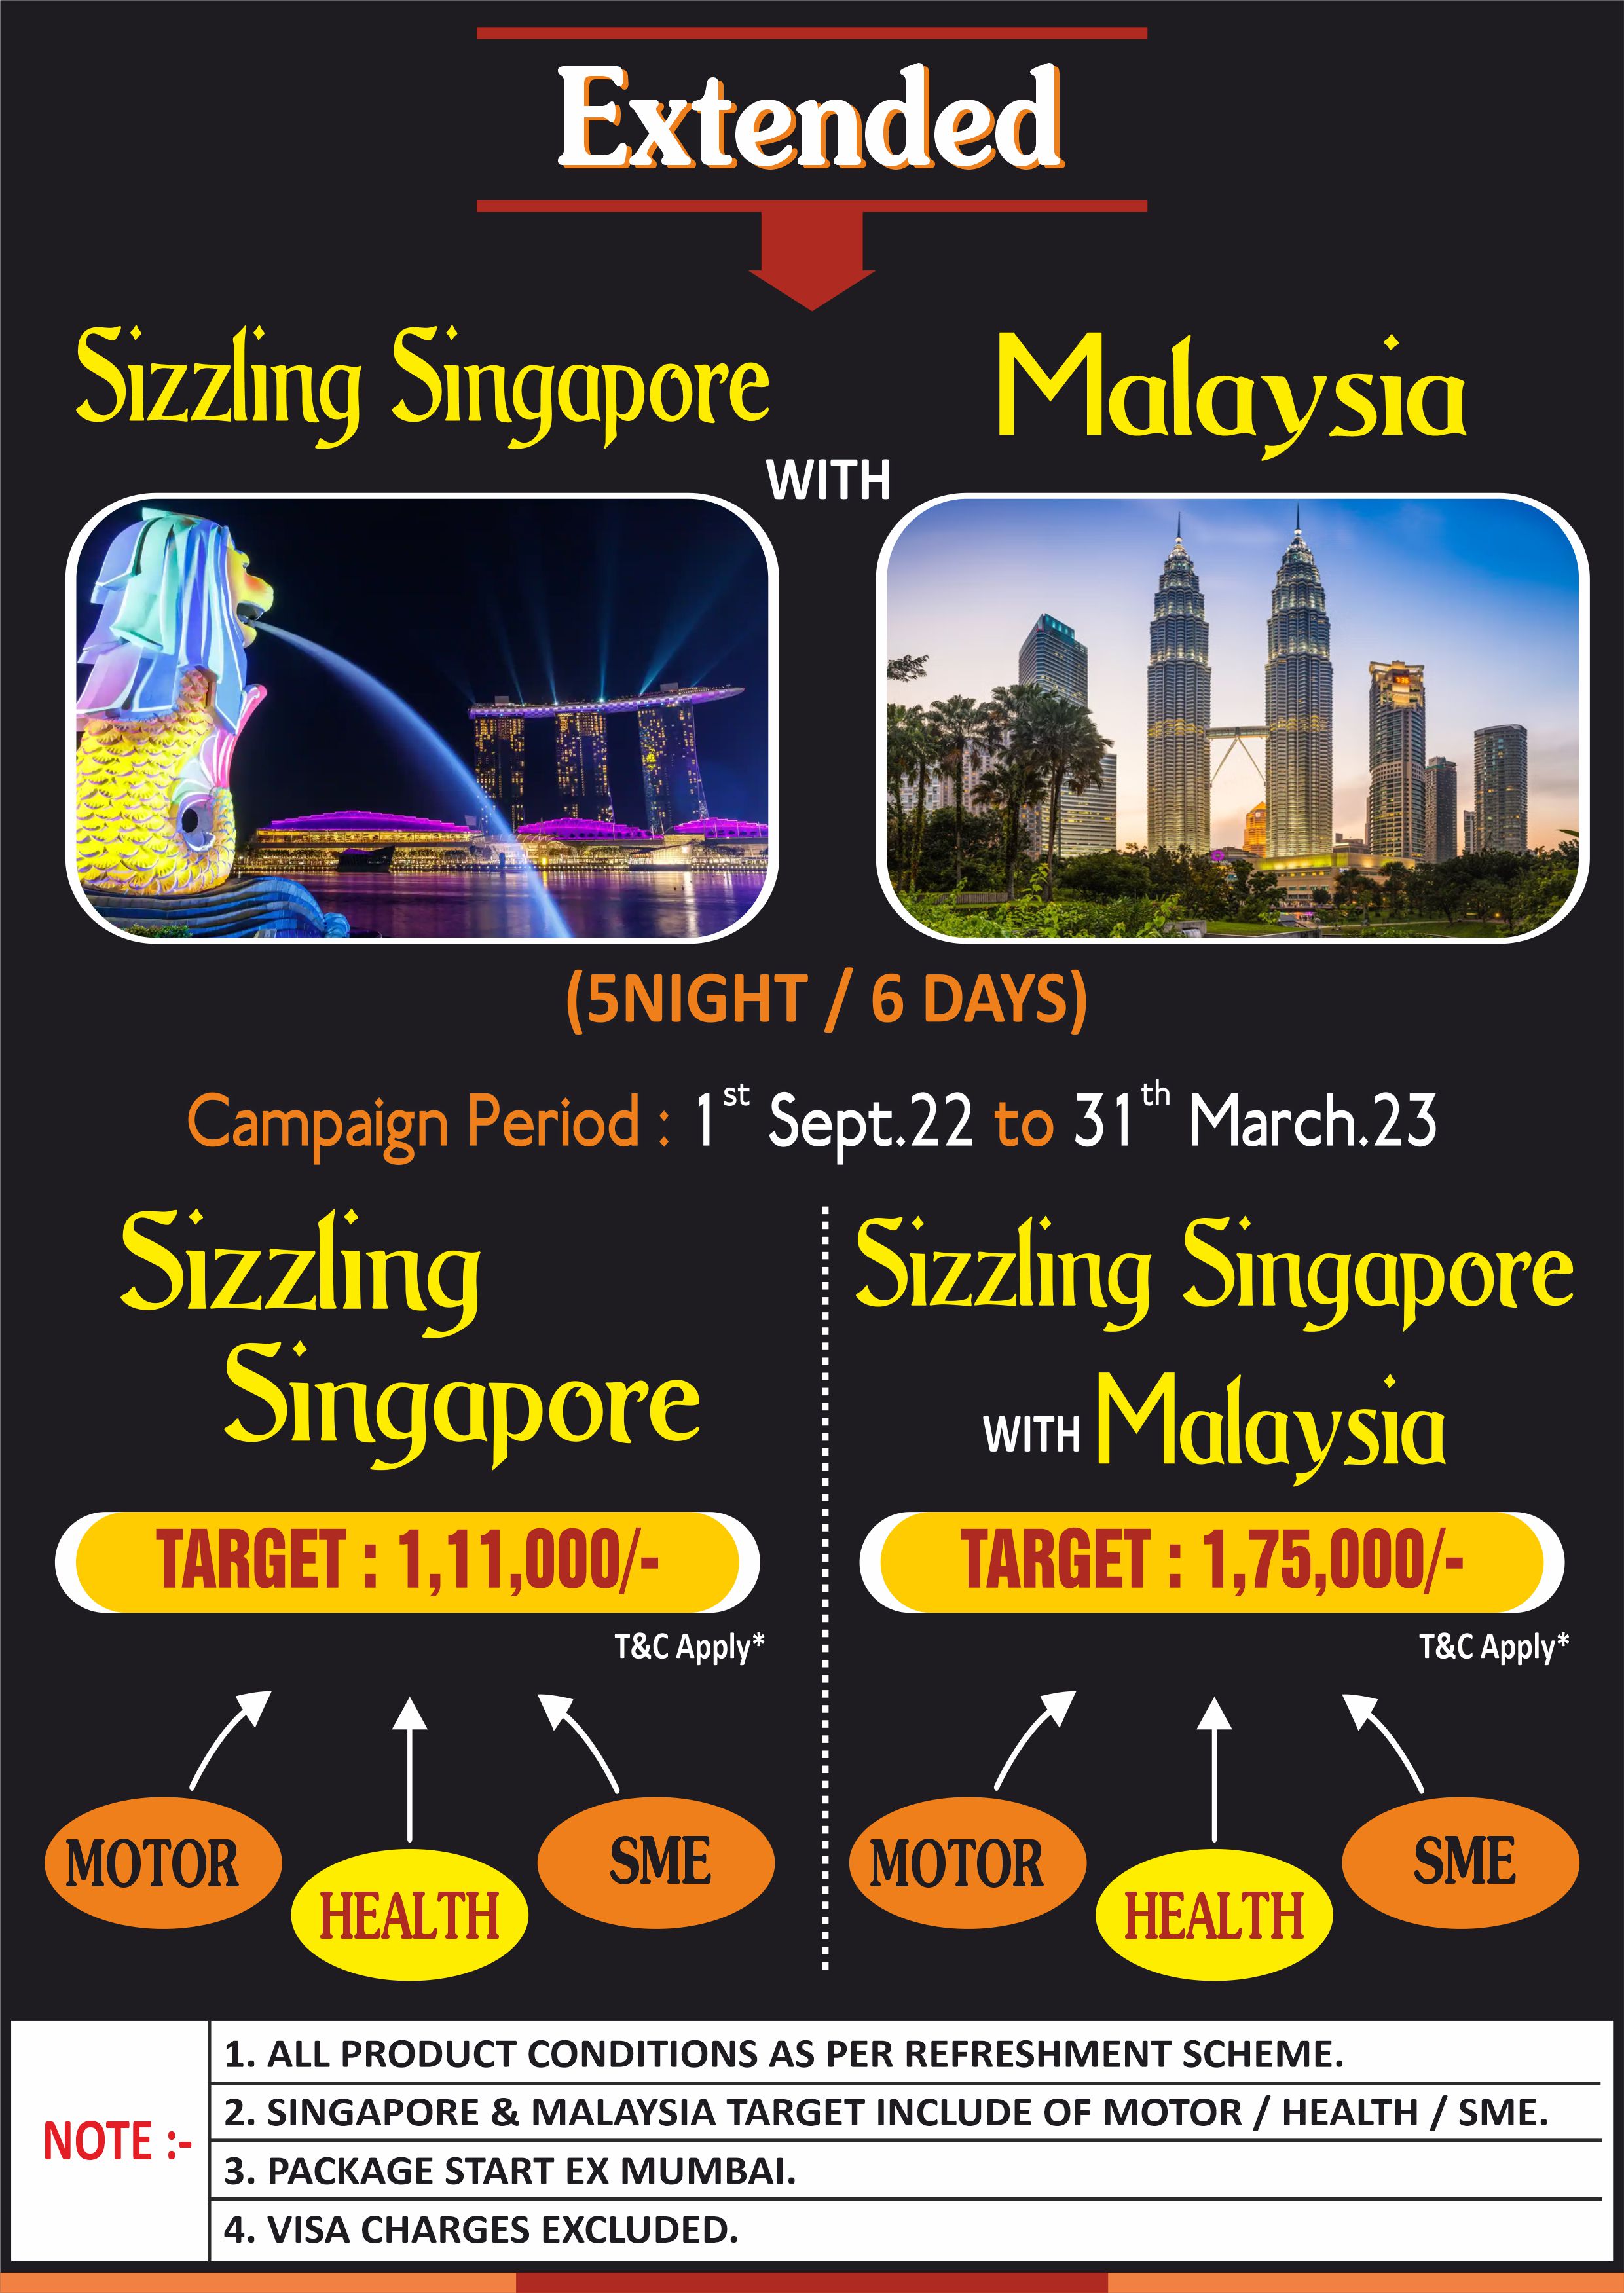 Extended
Sizzling Singapore
WITH
Malaysia
(5NIGHT / 6 DAYS)
Campaign Period : 1st Sept.22 to 31th March.23
Sizzling
Singapore
TARGET : 1,11,000/-
T&C Apply*
MOTOR
HEALTH
SME
Sizzling Singapore
WITH Malaysia
TARGET : 1,75,000/-
T&C Apply*
MOTOR
HEALTH
SME
NOTE :-
1. ALL PRODUCT CONDITIONS AS PER REFRESHMENT SCHEME.
2. SINGAPORE & MALAYSIA TARGET INCLUDE OF MOTOR / HEALTH / SME.
3. PACKAGE START EX MUMBAI.
4. VISA CHARGES EXCLUDED.